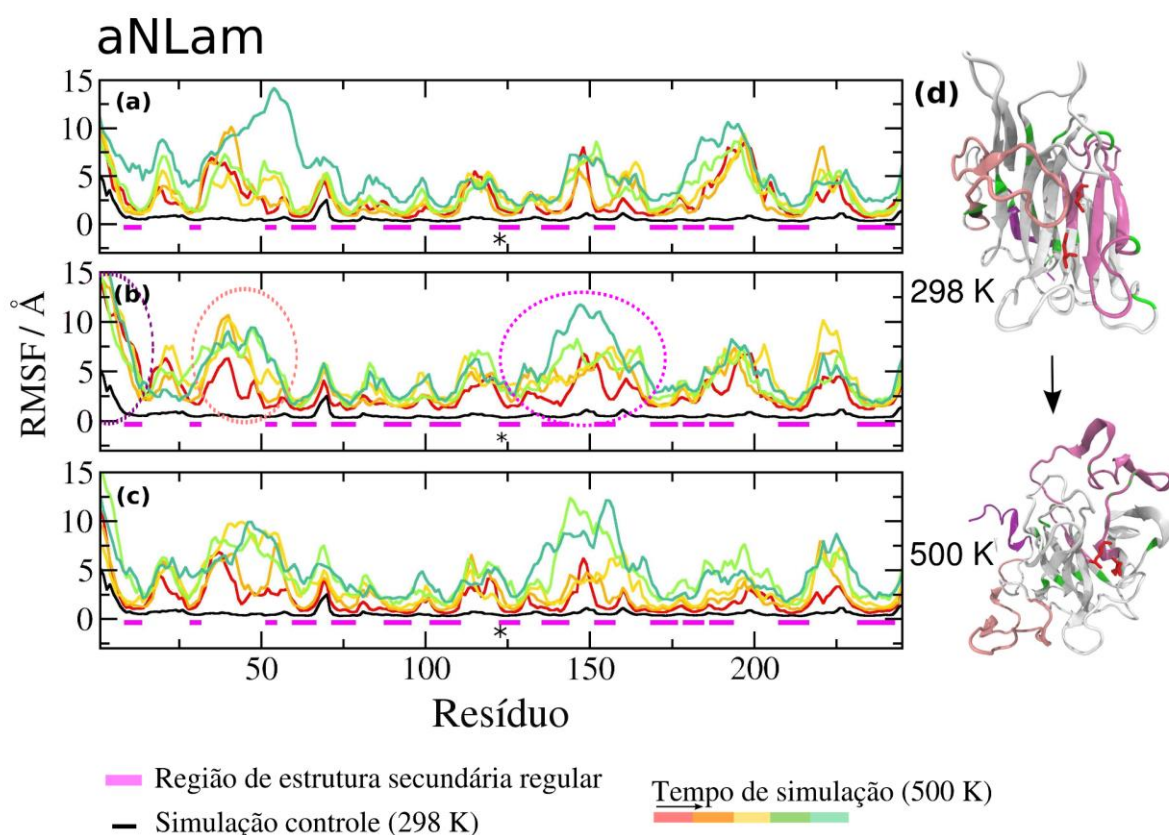 aNLam
15
(a)
10
5
0
*
15
(b)
10
5
0
*
15
(c)
10
5
0
*
50
100
150
200
RMSF / Å
Resíduo
(d)
298 K
500 K
Região de estrutura secundária regular
Simulação controle (298 K)
Tempo de simulação (500 K)